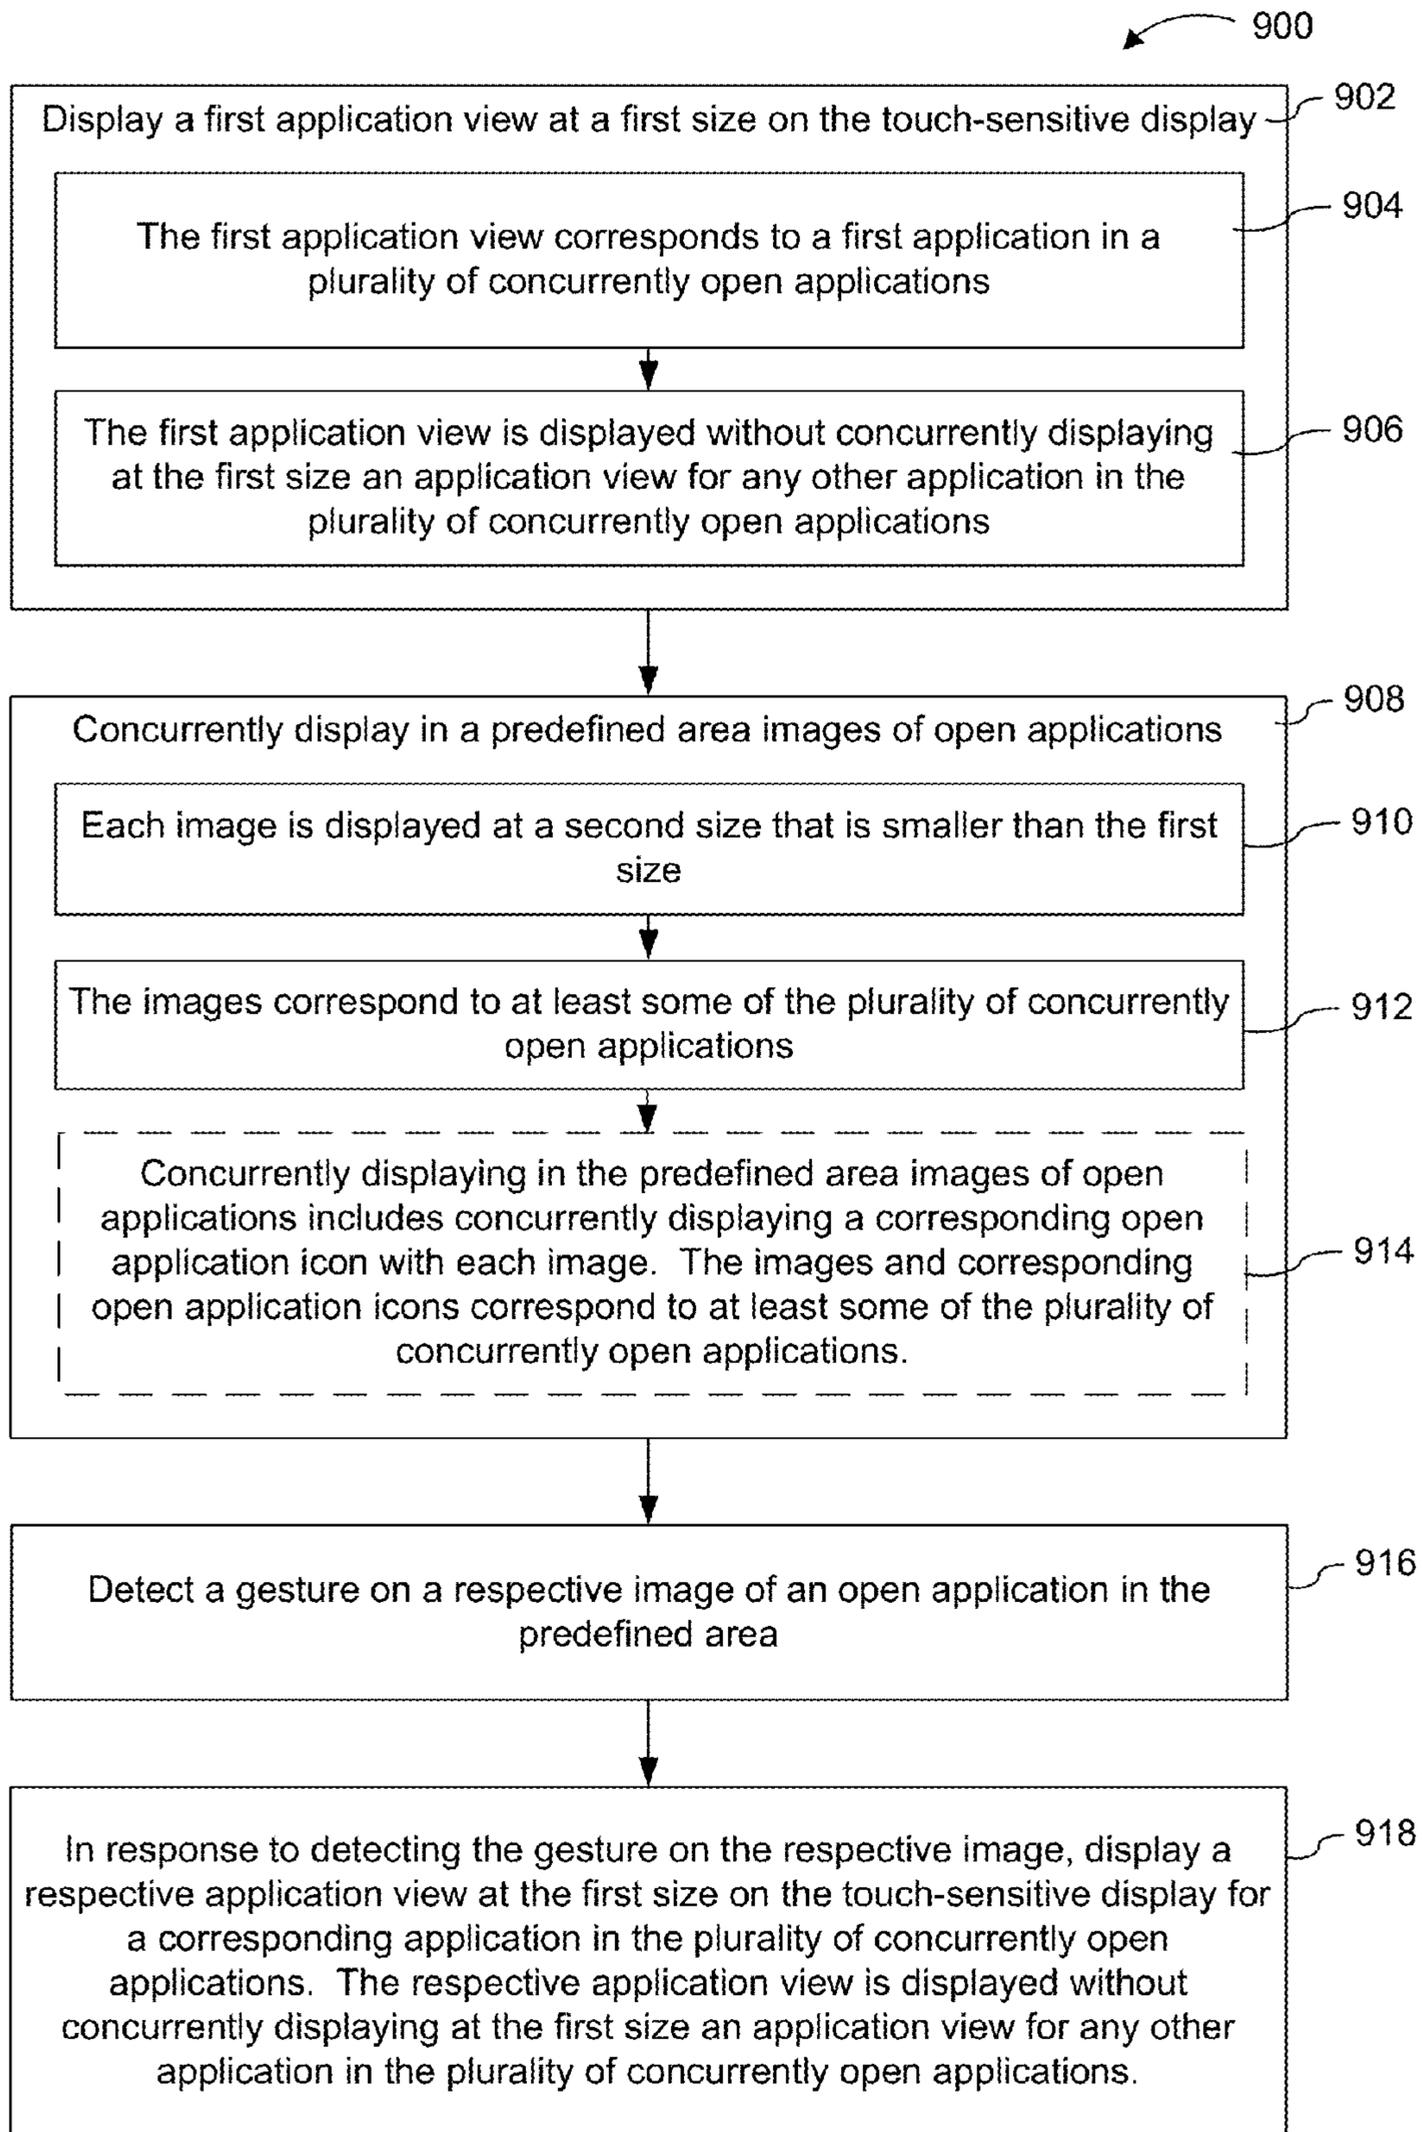 900
Display a first application view at a first size on the touch-sensitive display
902
The first application view corresponds to a first application in a
plurality of concurrently open applications
904
The first application view is displayed without concurrently displaying
at the first size an application view for any other application in the
plurality of concurrently open applications
906
Concurrently display in a predefined area images of open applications
908
Each image is displayed at a second size that is smaller than the first
size
910
The images correspond to at least some of the plurality of concurrently
open applications
912
Concurrently displaying in the predefined area images of open
applications includes concurrently displaying a corresponding open
application icon with each image.  The images and corresponding
open application icons correspond to at least some of the plurality of
concurrently open applications.
914
Detect a gesture on a respective image of an open application in the
predefined area
916
In response to detecting the gesture on the respective image, display a
respective application view at the first size on the touch-sensitive display for
a corresponding application in the plurality of concurrently open
applications.  The respective application view is displayed without
concurrently displaying at the first size an application view for any other
application in the plurality of concurrently open applications.
918